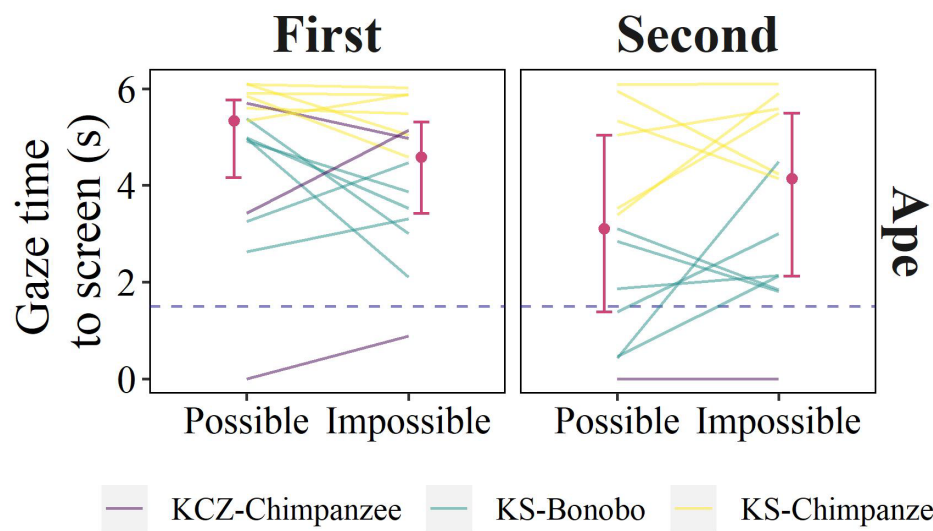 First
Second
Gaze time
to screen (s)
6
4
2
0
Possible
Impossible
Possible
Impossible
Ape
KCZ-Chimpanzee
KS-Bonobo
KS-Chimpanze